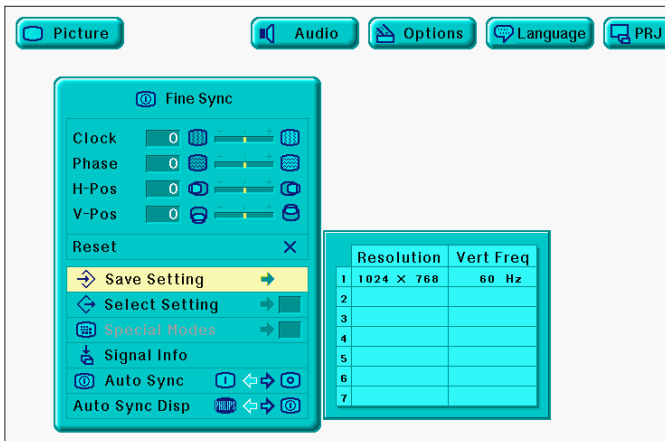 Picture
Audio
Options
Language
PRJ
Fine Sync
Clock 0
Phase 0
H-Pos 0
V-Pos 0
Reset
Save Setting
Select Setting
Special Modes
Signal Info
Auto Sync
Auto Sync Disp PHILIPS
Resolution Vert Freq
1 1024 X 768 60 Hz
2
3
4
5
6
7